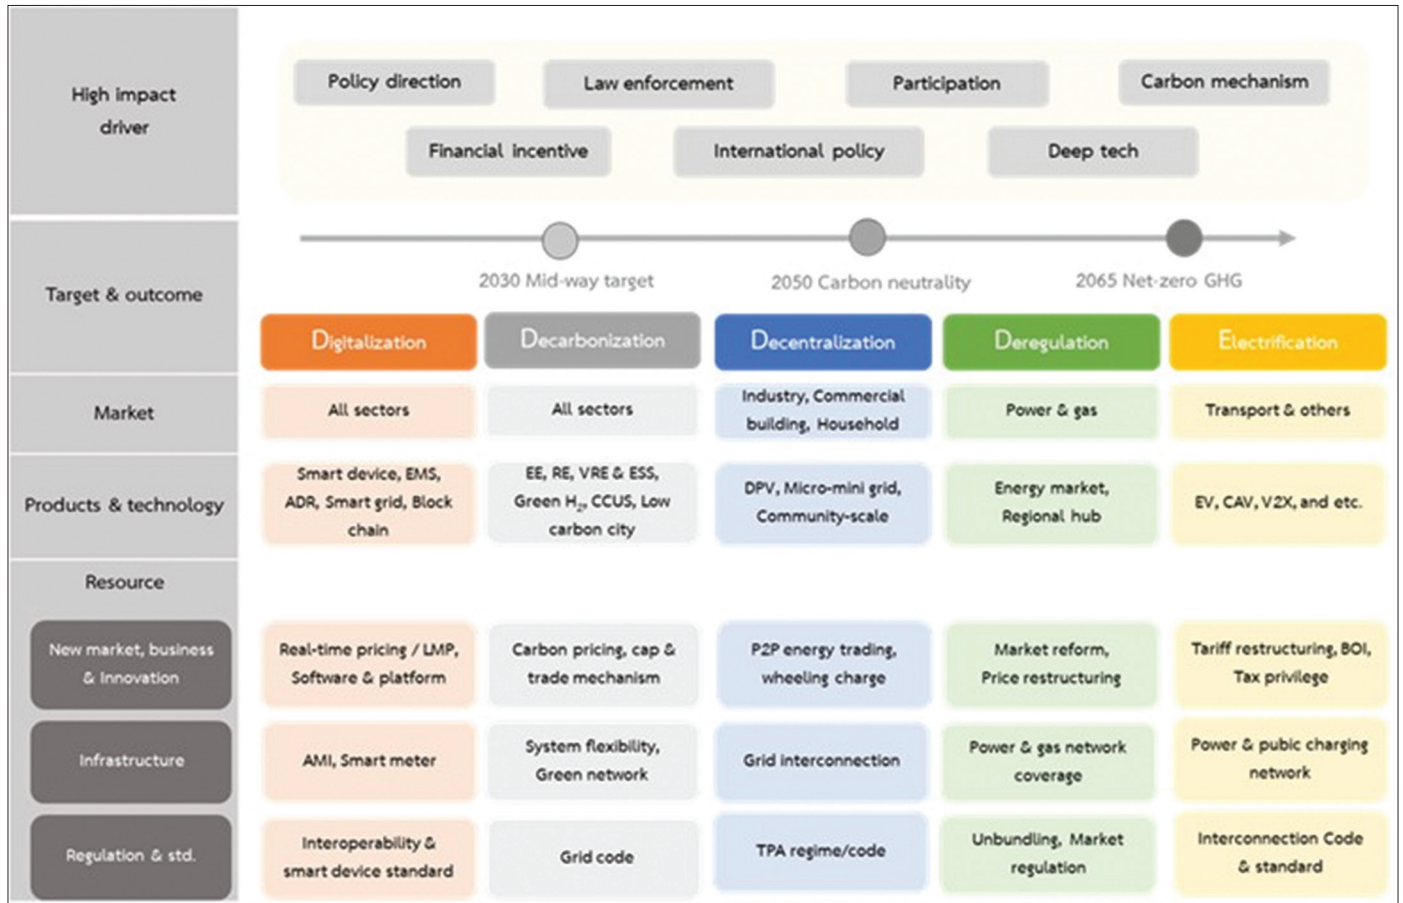 High impact
driver
Policy direction
Law enforcement
Participation
Carbon mechanism
Financial incentive
International policy
Deep tech
Target & outcome
2030 Mid-way target
2050 Carbon neutrality
2065 Net-zero GHG
Digitalization
Decarbonization
Decentralization
Deregulation
Electrification
Market
All sectors
All sectors
Industry, Commercial
building, Household
Power & gas
Transport & others
Products & technology
Smart device, EMS,
ADR, Smart grid, Block
chain
EE, RE, VRE & ESS,
Green H₂, CCUS, Low
carbon city
DPV, Micro-mini grid,
Community-scale
Energy market,
Regional hub
EV, CAV, V2X, and etc.
Resource
New market, business
& Innovation
Real-time pricing / LMP,
Software & platform
Carbon pricing, cap &
trade mechanism
P2P energy trading,
wheeling charge
Market reform,
Price restructuring
Tariff restructuring, BOI,
Tax privilege
Infrastructure
AMI, Smart meter
System flexibility,
Green network
Grid interconnection
Power & gas network
coverage
Power & pubic charging
network
Regulation & std.
Interoperability &
smart device standard
Grid code
TPA regime/code
Unbundling, Market
regulation
Interconnection Code
& standard